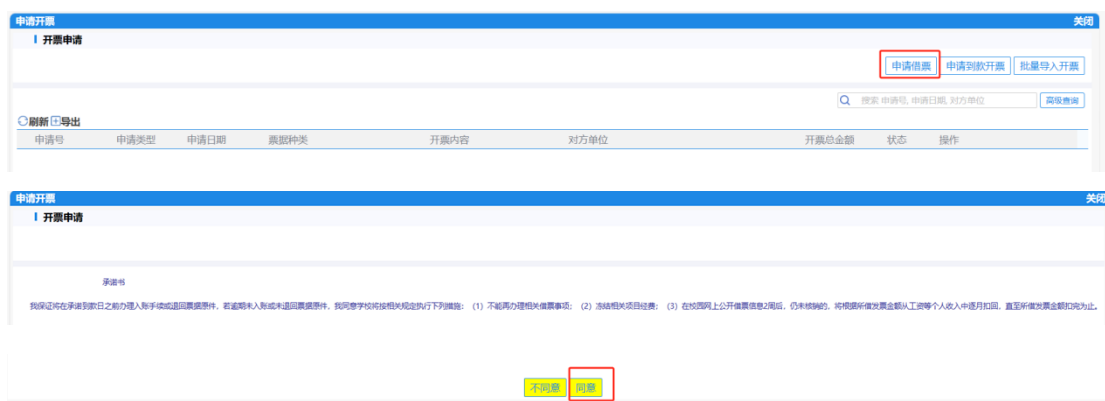 申请开票 关闭
开票申请
申请借票 申请到款开票 批量导入开票
搜索 申请号, 申请日期, 对方单位 高级查询
刷新 导出
申请号 申请类型 申请日期 票据种类 开票内容 对方单位 开票总金额 状态 操作
申请开票 关闭
开票申请
承诺书
我保证将在承诺到款日之前办理入账手续或退回票据原件，若逾期未入账或未退回票据原件，我同意学校将按相关规定执行下列措施：（1）不能再办理相关借票事项；（2）冻结相关项目经费；（3）在校园网上公开借票信息2周后，仍未核销的，将根据所借发票金额从工资等个人收入中逐月扣回，直至所借发票金额扣完为止。
不同意 同意